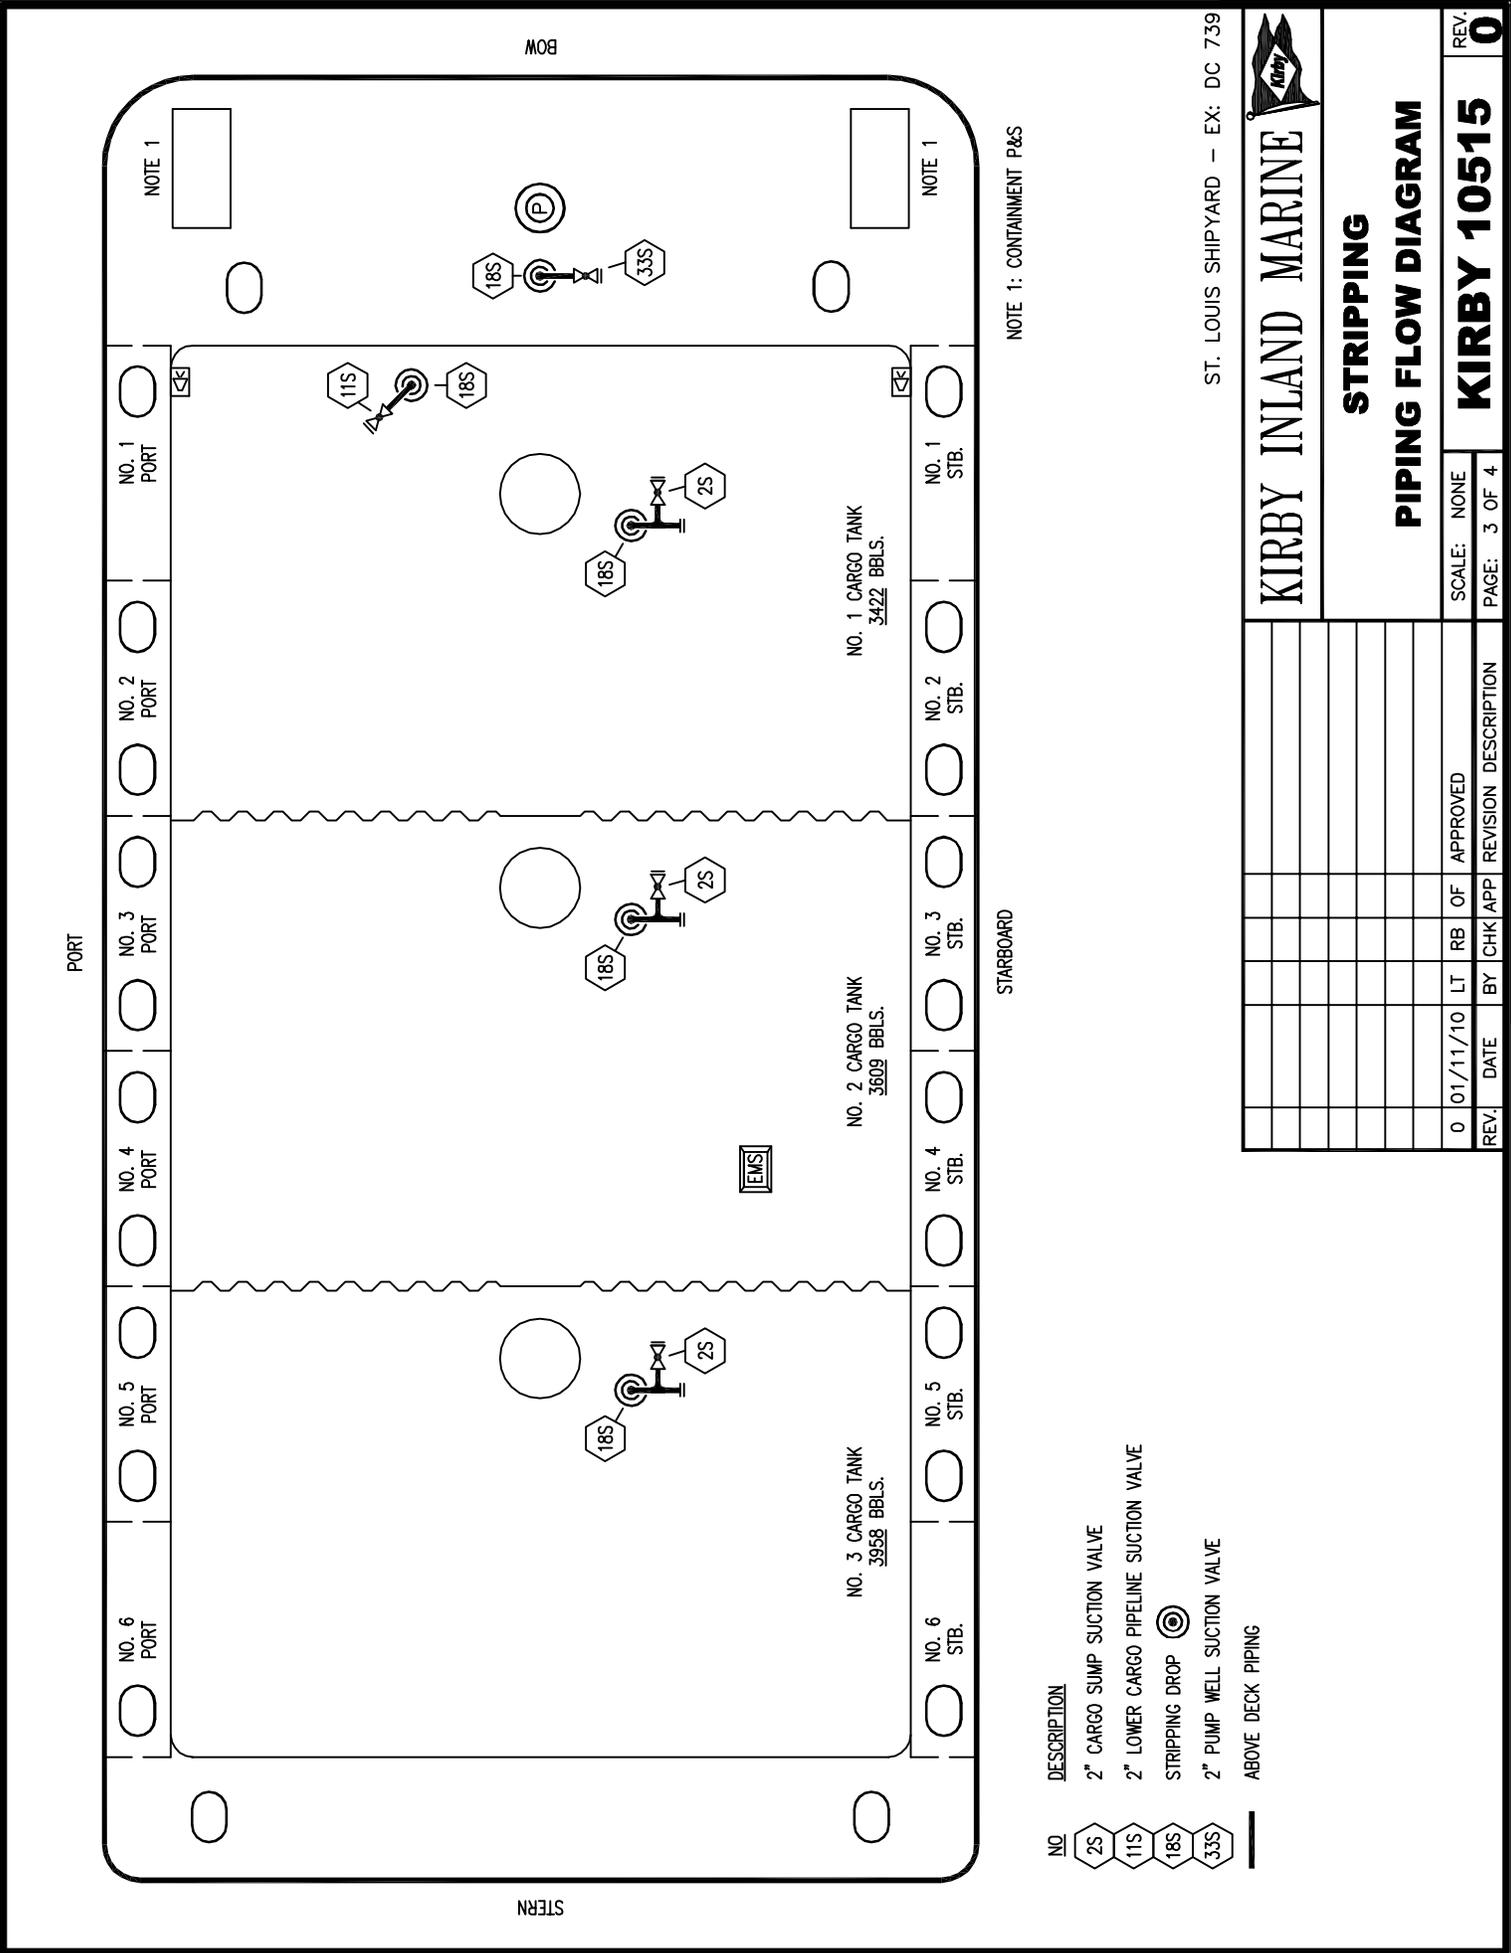 PORT
STERN
BOW
STARBOARD
NO. 6
PORT
NO. 5
PORT
NO. 4
PORT
NO. 3
PORT
NO. 2
PORT
NO. 1
PORT
NOTE 1
11S
18S
18S
33S
P
18S
2S
18S
2S
18S
2S
EMS
NO. 3 CARGO TANK
3958 BBLS.
NO. 2 CARGO TANK
3609 BBLS.
NO. 1 CARGO TANK
3422 BBLS.
NO. 6
STB.
NO. 5
STB.
NO. 4
STB.
NO. 3
STB.
NO. 2
STB.
NO. 1
STB.
NOTE 1
NOTE 1: CONTAINMENT P&S
NO DESCRIPTION
2S 2" CARGO SUMP SUCTION VALVE
11S 2" LOWER CARGO PIPELINE SUCTION VALVE
18S STRIPPING DROP
33S 2" PUMP WELL SUCTION VALVE
ABOVE DECK PIPING
ST. LOUIS SHIPYARD – EX: DC 739
KIRBY INLAND MARINE
Kirby
STRIPPING
PIPING FLOW DIAGRAM
0 01/11/10 LT RB OF APPROVED
REV. DATE BY CHK APP REVISION DESCRIPTION
SCALE: NONE
PAGE: 3 OF 4
KIRBY 10515
REV.
0